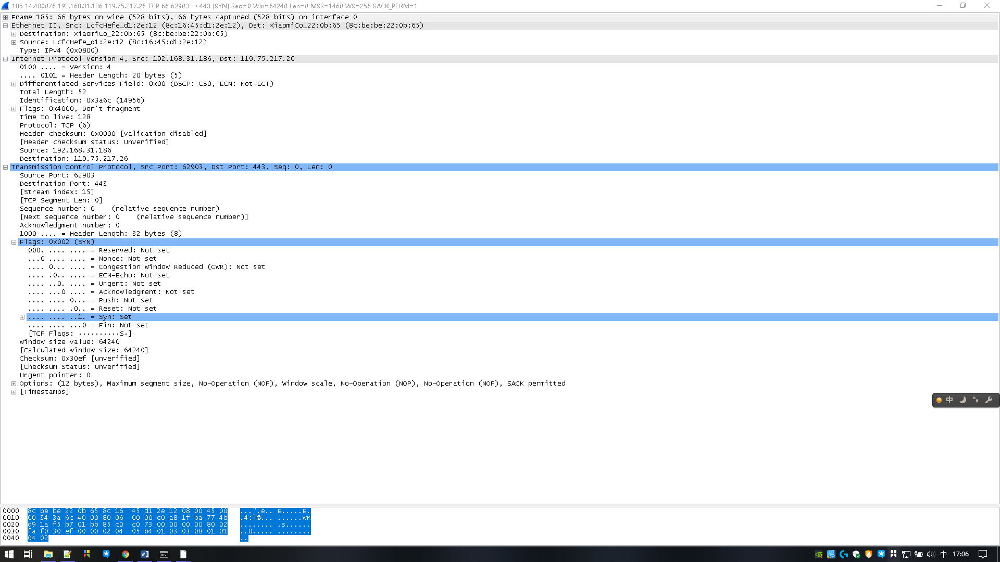 185 14.480076 192.168.31.186 119.75.217.26 TCP 66 62903 → 443 [SYN] Seq=0 Win=64240 Len=0 MSS=1460 WS=256 SACK_PERM=1
Frame 185: 66 bytes on wire (528 bits), 66 bytes captured (528 bits) on interface 0
Ethernet II, Src: LcfcHefe_d1:2e:12 (8c:16:45:d1:2e:12), Dst: XiaomiCo_22:0b:65 (8c:be:be:22:0b:65)
Destination: XiaomiCo_22:0b:65 (8c:be:be:22:0b:65)
Source: LcfcHefe_d1:2e:12 (8c:16:45:d1:2e:12)
Type: IPv4 (0x0800)
Internet Protocol Version 4, Src: 192.168.31.186, Dst: 119.75.217.26
0100 .... = Version: 4
.... 0101 = Header Length: 20 bytes (5)
Differentiated Services Field: 0x00 (DSCP: CS0, ECN: Not-ECT)
Total Length: 52
Identification: 0x3a6c (14956)
Flags: 0x4000, Don't fragment
Time to live: 128
Protocol: TCP (6)
Header checksum: 0x0000 [validation disabled]
[Header checksum status: Unverified]
Source: 192.168.31.186
Destination: 119.75.217.26
Transmission Control Protocol, Src Port: 62903, Dst Port: 443, Seq: 0, Len: 0
Source Port: 62903
Destination Port: 443
[Stream index: 15]
[TCP Segment Len: 0]
Sequence number: 0    (relative sequence number)
[Next sequence number: 0    (relative sequence number)]
Acknowledgment number: 0
1000 .... = Header Length: 32 bytes (8)
Flags: 0x002 (SYN)
000. .... .... = Reserved: Not set
...0 .... .... = Nonce: Not set
.... 0... .... = Congestion Window Reduced (CWR): Not set
.... .0.. .... = ECN-Echo: Not set
.... ..0. .... = Urgent: Not set
.... ...0 .... = Acknowledgment: Not set
.... .... 0... = Push: Not set
.... .... .0.. = Reset: Not set
.... .... ..1. = Syn: Set
.... .... ...0 = Fin: Not set
[TCP Flags: ··········S·]
Window size value: 64240
[Calculated window size: 64240]
Checksum: 0x30ef [unverified]
[Checksum Status: Unverified]
Urgent pointer: 0
Options: (12 bytes), Maximum segment size, No-Operation (NOP), Window scale, No-Operation (NOP), No-Operation (NOP), SACK permitted
[Timestamps]
中
0000 8c be be 22 0b 65 8c 16 45 d1 2e 12 08 00 45 00 ...".e.. E.....E.
0010 00 34 3a 6c 40 00 80 06 00 00 c0 a8 1f ba 77 4b .4:l@... ......wK
0020 d9 1a f5 b7 01 bb 85 c0 c0 73 00 00 00 00 80 02 ........ .s......
0030 fa f0 30 ef 00 00 02 04 05 b4 01 03 03 08 01 01 ..0..... ........
0040 04 02 ..
中 17:06